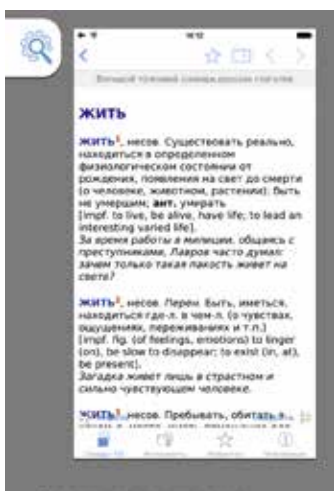 Большой толковый словарь русских глаголов
ЖИТЬ
ЖИТЬ¹, несов. Существовать реально,
находиться в определенном
физиологическом состоянии от
рождения, появления на свет до смерти
(о человеке, животном, растении). Быть
не умершим; ант. умирать
[impf. to live, be alive, have life; to lead an
interesting varied life].
За время работы в милиции, общаясь с
преступниками, Лавров часто думал:
зачем только такая пакость живет на
свете?
ЖИТЬ², несов. Перен. Быть, иметься,
находиться где-л. в чем-л. (о чувствах,
ощущениях, переживаниях и т.п.)
[impf. fig. (of feelings, emotions) to linger
(on), be slow to disappear; to exist (in, at),
be present].
Загадка живет лишь в страстном и
сильно чувствующем человеке.
несов. Пребывать, обитать